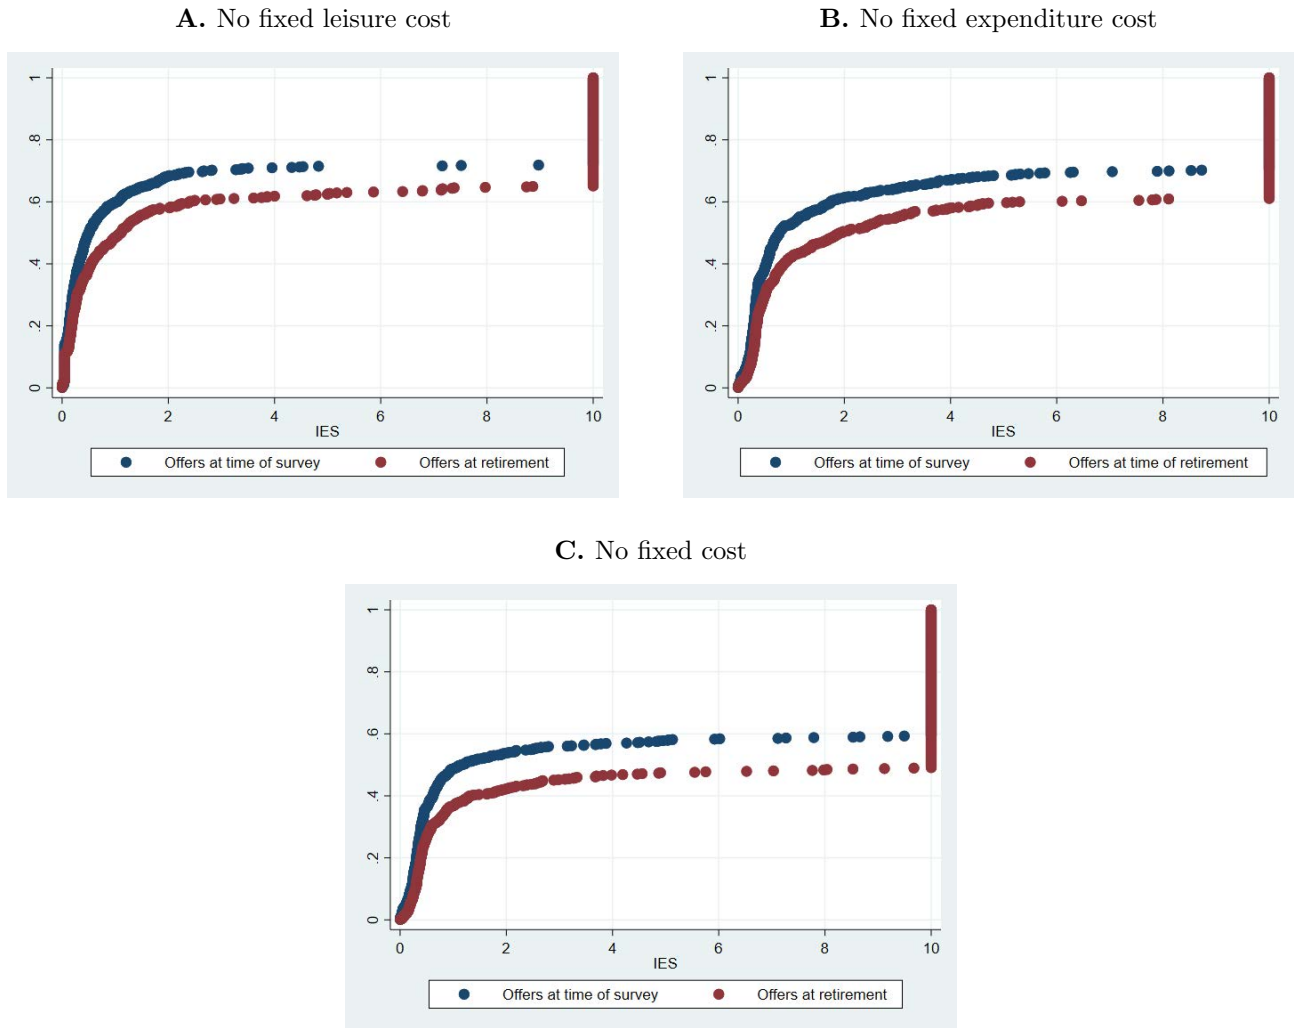 A. No fixed leisure cost
1
.8
.6
.4
.2
0
0 2 4 6 8 10
IES
Offers at time of survey Offers at retirement
B. No fixed expenditure cost
1
.8
.6
.4
.2
0
0 2 4 6 8 10
IES
Offers at time of survey Offers at time of retirement
C. No fixed cost
1
.8
.6
.4
.2
0
0 2 4 6 8 10
IES
Offers at time of survey Offers at retirement